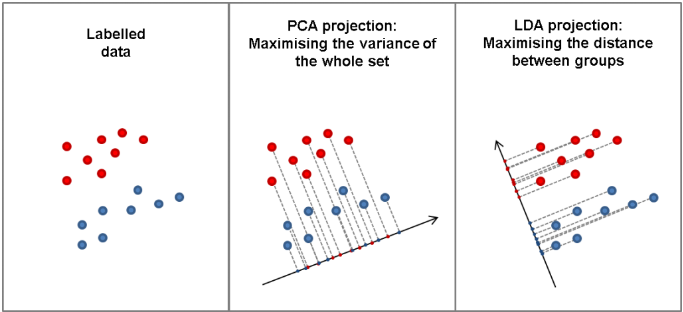 Labelled
data
PCA projection:
Maximising the variance of
the whole set
LDA projection:
Maximising the distance
between groups